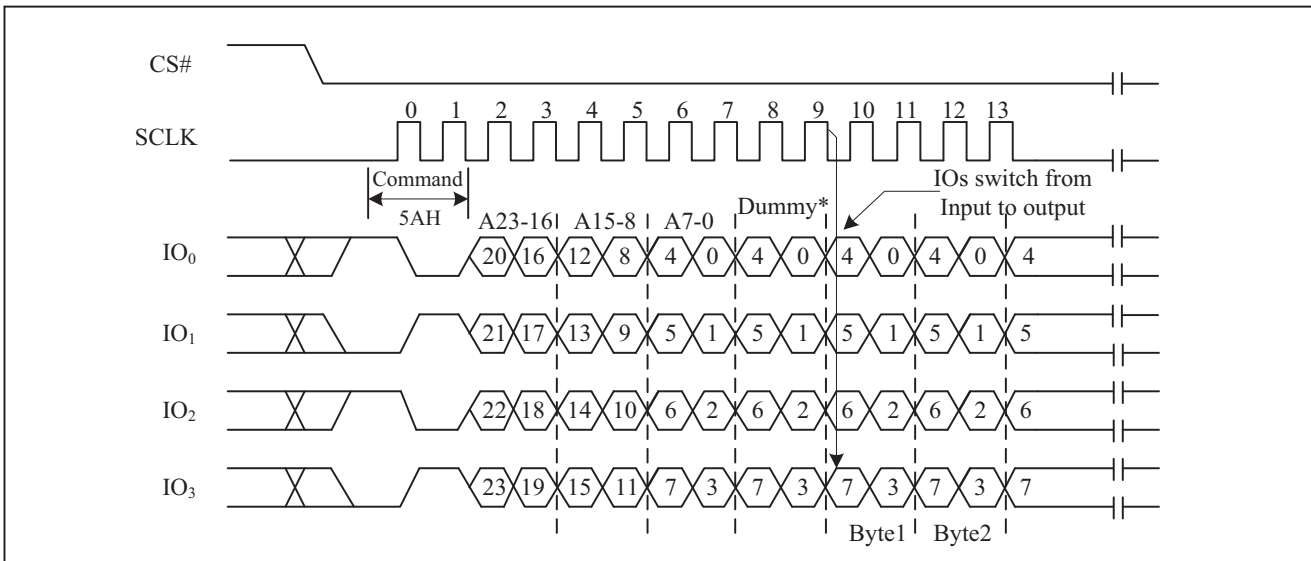 CS#
0 1 2 3 4 5 6 7 8 9 10 11 12 13
SCLK
Command
5AH
IOs switch from
Input to output
A23-16 A15-8 A7-0 Dummy*
IO0 20 16 12 8 4 0 4 0 4 0 4 0 4
IO1 21 17 13 9 5 1 5 1 5 1 5 1 5
IO2 22 18 14 10 6 2 6 2 6 2 6 2 6
IO3 23 19 15 11 7 3 7 3 7 3 7 3 7
Byte1 Byte2